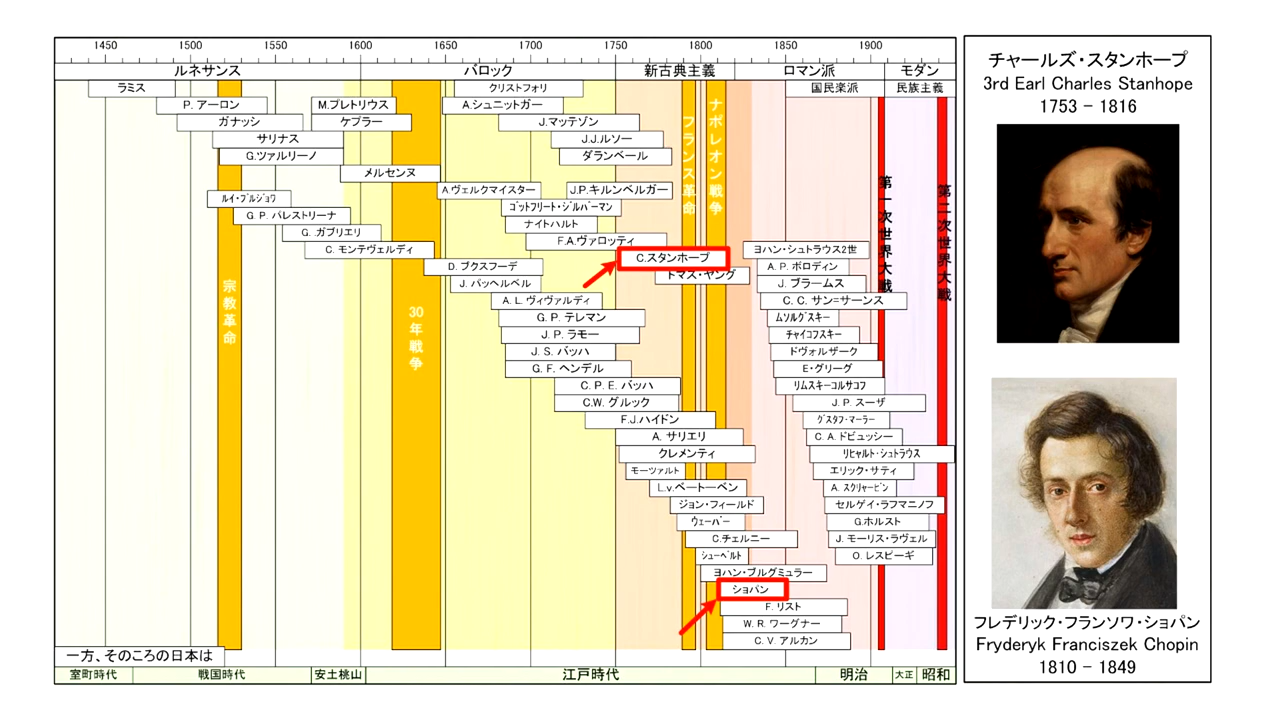 1450 1500 1550 1600 1650 1700 1750 1800 1850 1900
ルネサンス バロック 新古典主義 ロマン派 モダン
ラミス クリストフォリ 国民楽派 民族主義
P. アーロン M.プレトリウス A.シュニットガー
ガナッシ ケプラー J.マッテゾン
サリナス J.J.ルソー
G.ツァルリーノ ダランベール
メルセンヌ
A.ヴェルクマイスター J.P.キルンベルガー
ルイ・ブルジョワ ゴットフリート・ジルバーマン
G. P. パレストリーナ ナイトハルト
G. ガブリエリ F.A.ヴァロッティ
C. モンテヴェルディ C.スタンホープ ヨハン・シュトラウス2世
D. ブクスフーデ トマス・ヤング A. P. ボロディン
J. パッヘルベル J. ブラームス
A. L. ヴィヴァルディ C. C. サン=サーンス
G. P. テレマン ムソルグスキー
J. P. ラモー チャイコフスキー
J. S. バッハ ドヴォルザーク
G. F. ヘンデル E・グリーグ
C. P. E. バッハ リムスキーコルサコフ
C.W. グルック J. P. スーザ
F.J.ハイドン グスタフ・マーラー
A. サリエリ C. A. ドビュッシー
クレメンティ リヒャルト・シュトラウス
モーツァルト エリック・サティ
L.v.ベートーベン A. スクリャービン
ジョン・フィールド セルゲイ・ラフマニノフ
ウェーバー G.ホルスト
C.チェルニー J. モーリス・ラヴェル
シューベルト O. レスピーギ
ヨハン・ブルグミュラー
ショパン
F. リスト
W. R. ワーグナー
C. V. アルカン
宗教革命
30年戦争
フランス革命
ナポレオン戦争
第一次世界大戦
第二次世界大戦
一方、そのころの日本は
室町時代 戦国時代 安土桃山 江戸時代 明治 大正 昭和
チャールズ・スタンホープ
3rd Earl Charles Stanhope
1753 – 1816
フレデリック・フランソワ・ショパン
Fryderyk Franciszek Chopin
1810 – 1849